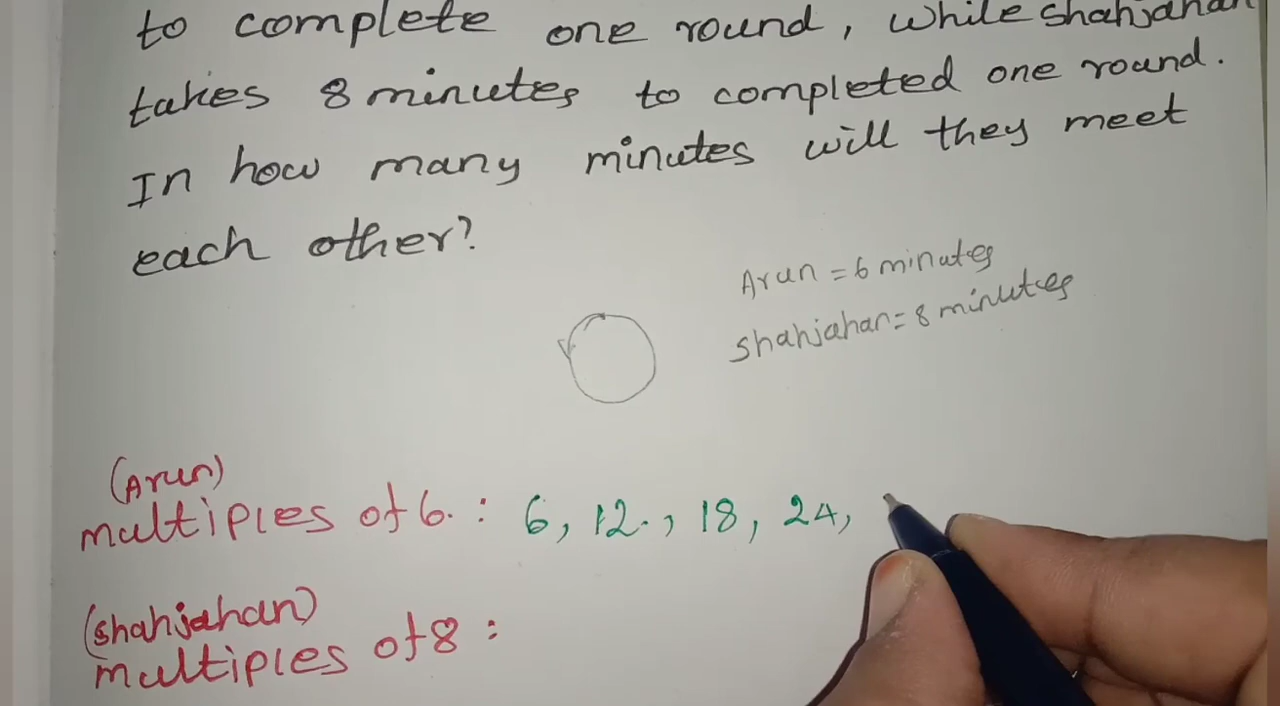 to complete one round, while shahjahan
takes 8 minutes to completed one round.
In how many minutes will they meet
each other?
Arun = 6 minutes
shahjahan = 8 minutes
(Arun)
multiples of 6. : 6, 12., 18, 24,
(shahjahan)
multiples of 8 :